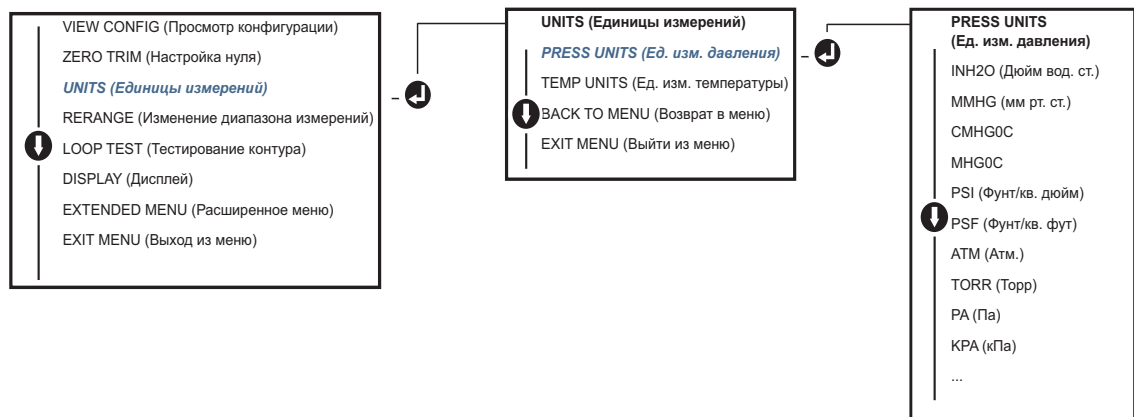 VIEW CONFIG (Просмотр конфигурации)
ZERO TRIM (Настройка нуля)
UNITS (Единицы измерений)
RERANGE (Изменение диапазона измерений)
LOOP TEST (Тестирование контура)
DISPLAY (Дисплей)
EXTENDED MENU (Расширенное меню)
EXIT MENU (Выход из меню)
UNITS (Единицы измерений)
PRESS UNITS (Ед. изм. давления)
TEMP UNITS (Ед. изм. температуры)
BACK TO MENU (Возврат в меню)
EXIT MENU (Выйти из меню)
PRESS UNITS
(Ед. изм. давления)
INH2O (Дюйм вод. ст.)
MMHG (мм рт. ст.)
CMHG0C
MHG0C
PSI (Фунт/кв. дюйм)
PSF (Фунт/кв. фут)
ATM (Атм.)
TORR (Торр)
PA (Па)
KPA (кПа)
...